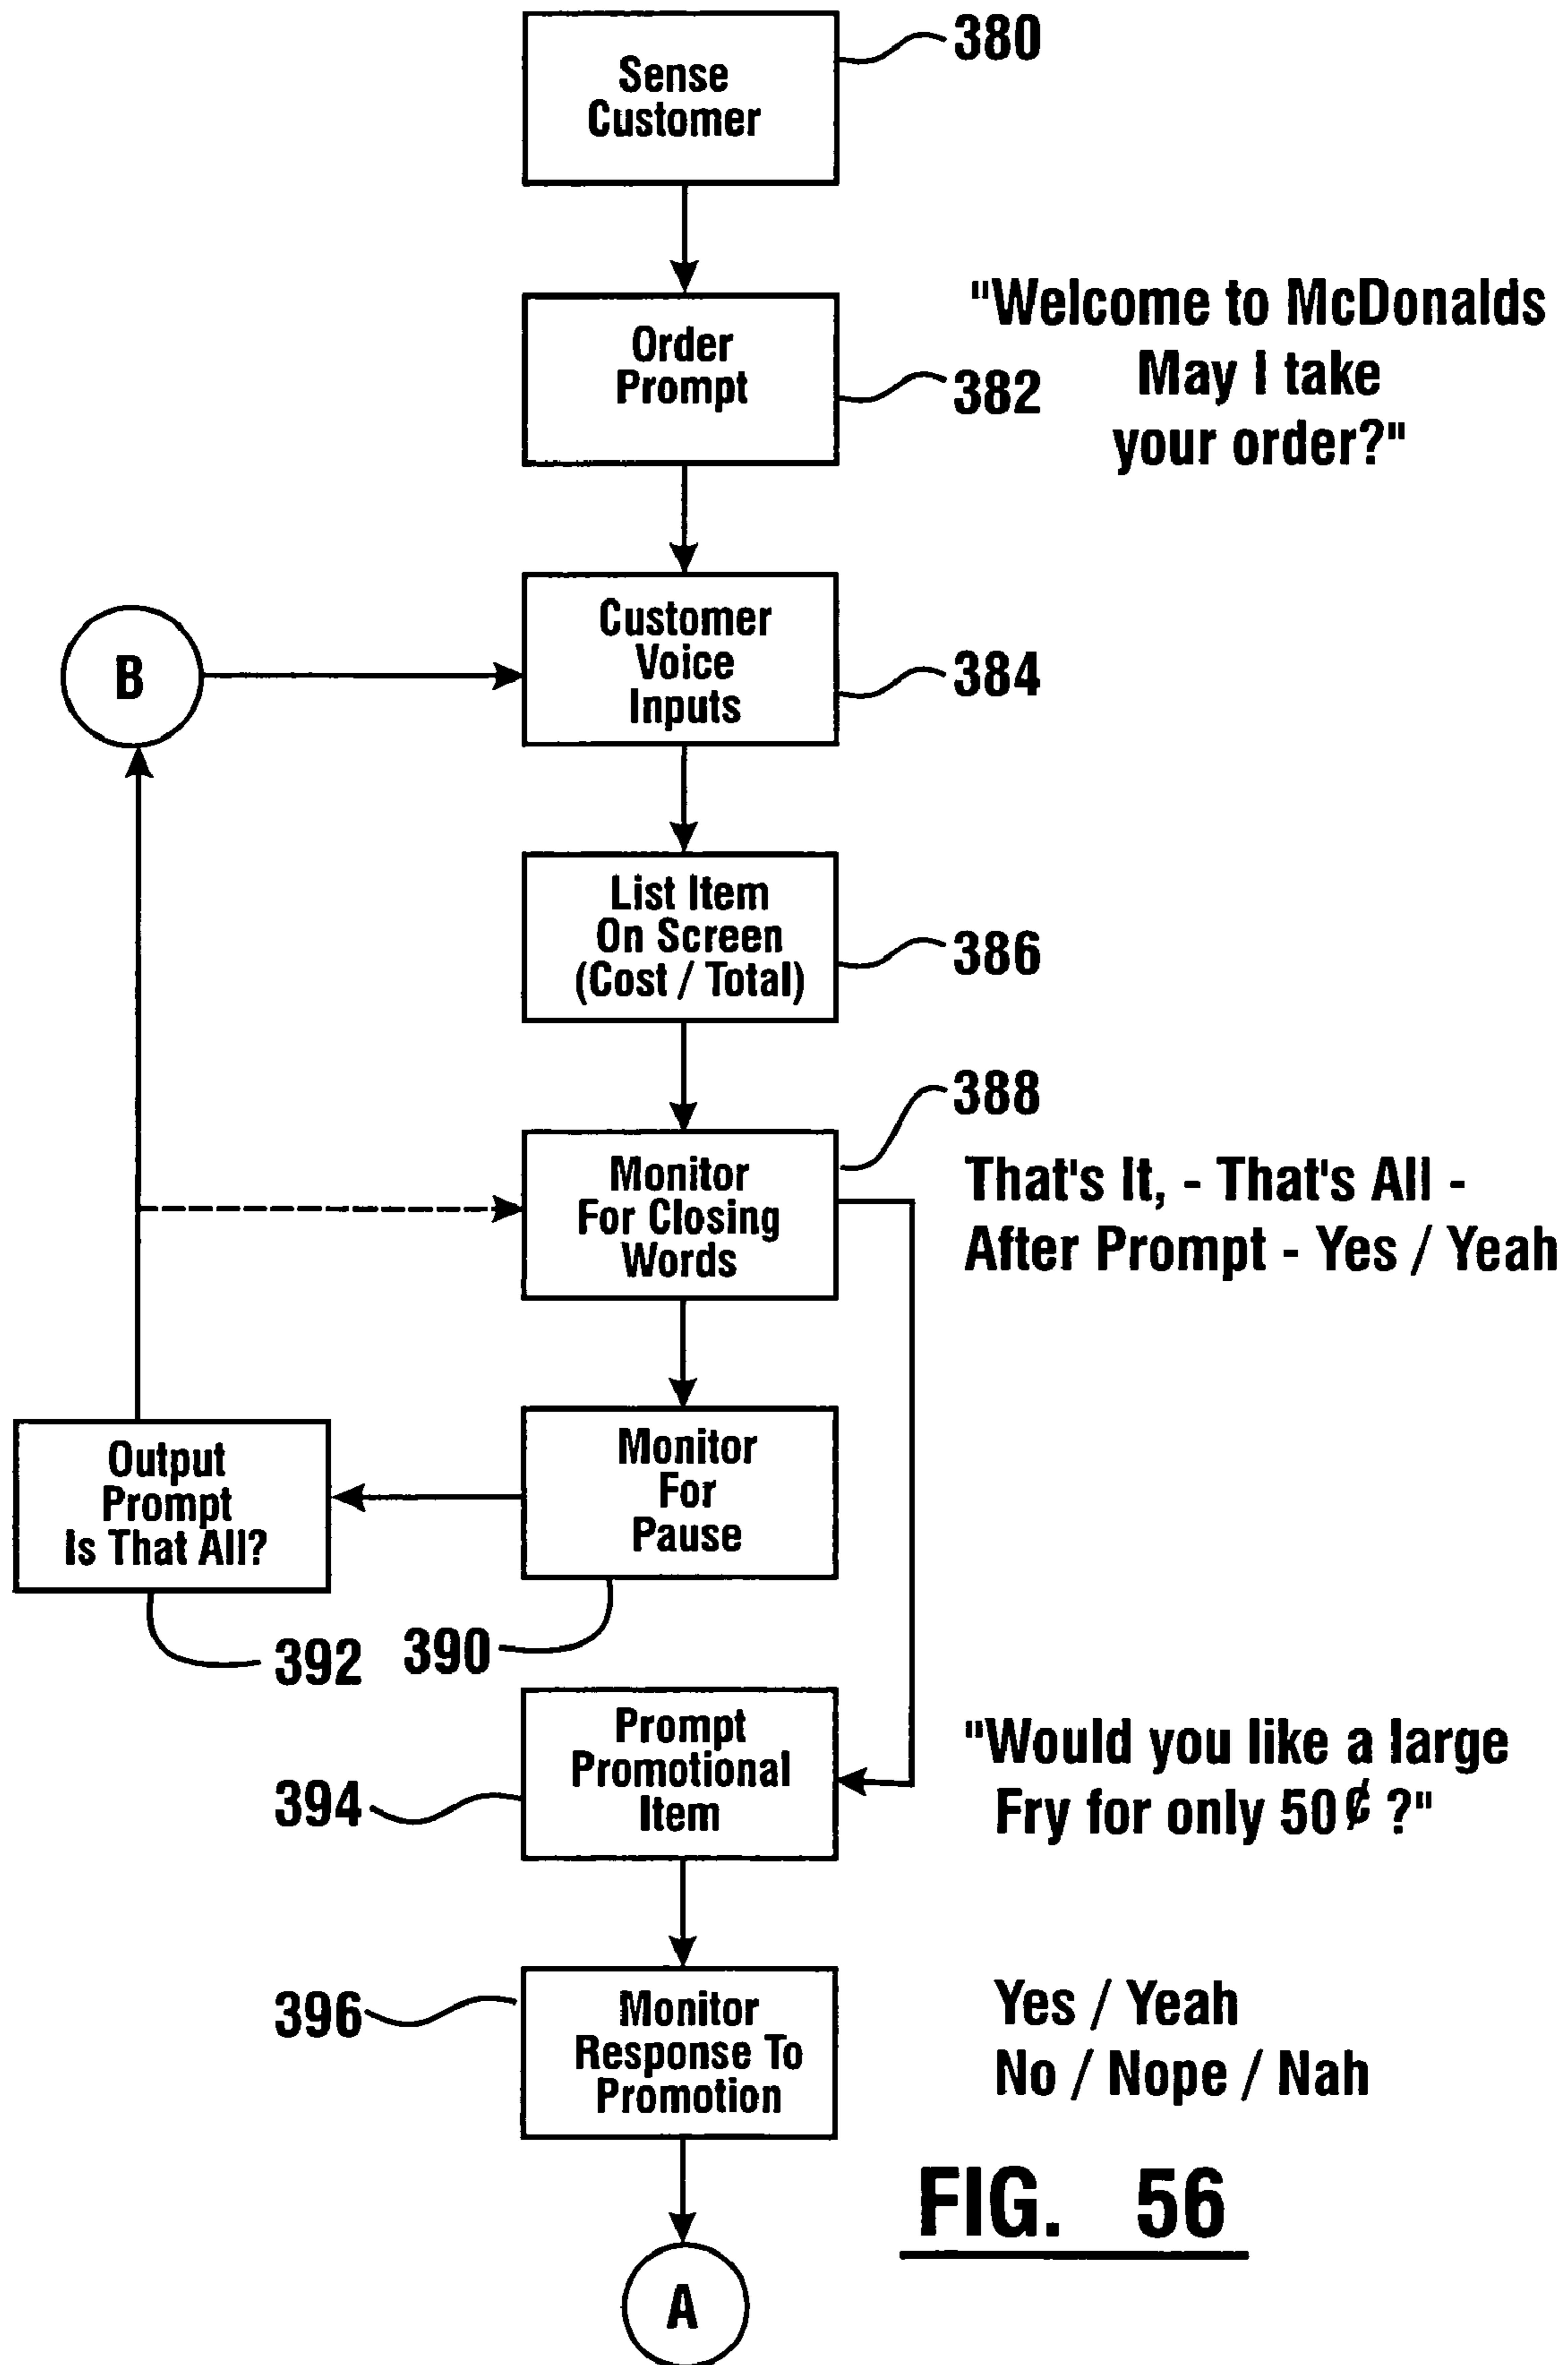 Sense
Customer
380
Order
Prompt
382
"Welcome to McDonalds
May I take
your order?"
B
Customer
Voice
Inputs
384
List Item
On Screen
(Cost / Total)
386
388
Monitor
For Closing
Words
That's It, - That's All -
After Prompt - Yes / Yeah
Output
Prompt
Is That All?
Monitor
For
Pause
392
390
Prompt
Promotional
Item
394
"Would you like a large
Fry for only 50¢ ?"
396
Monitor
Response To
Promotion
Yes / Yeah
No / Nope / Nah
FIG. 56
A